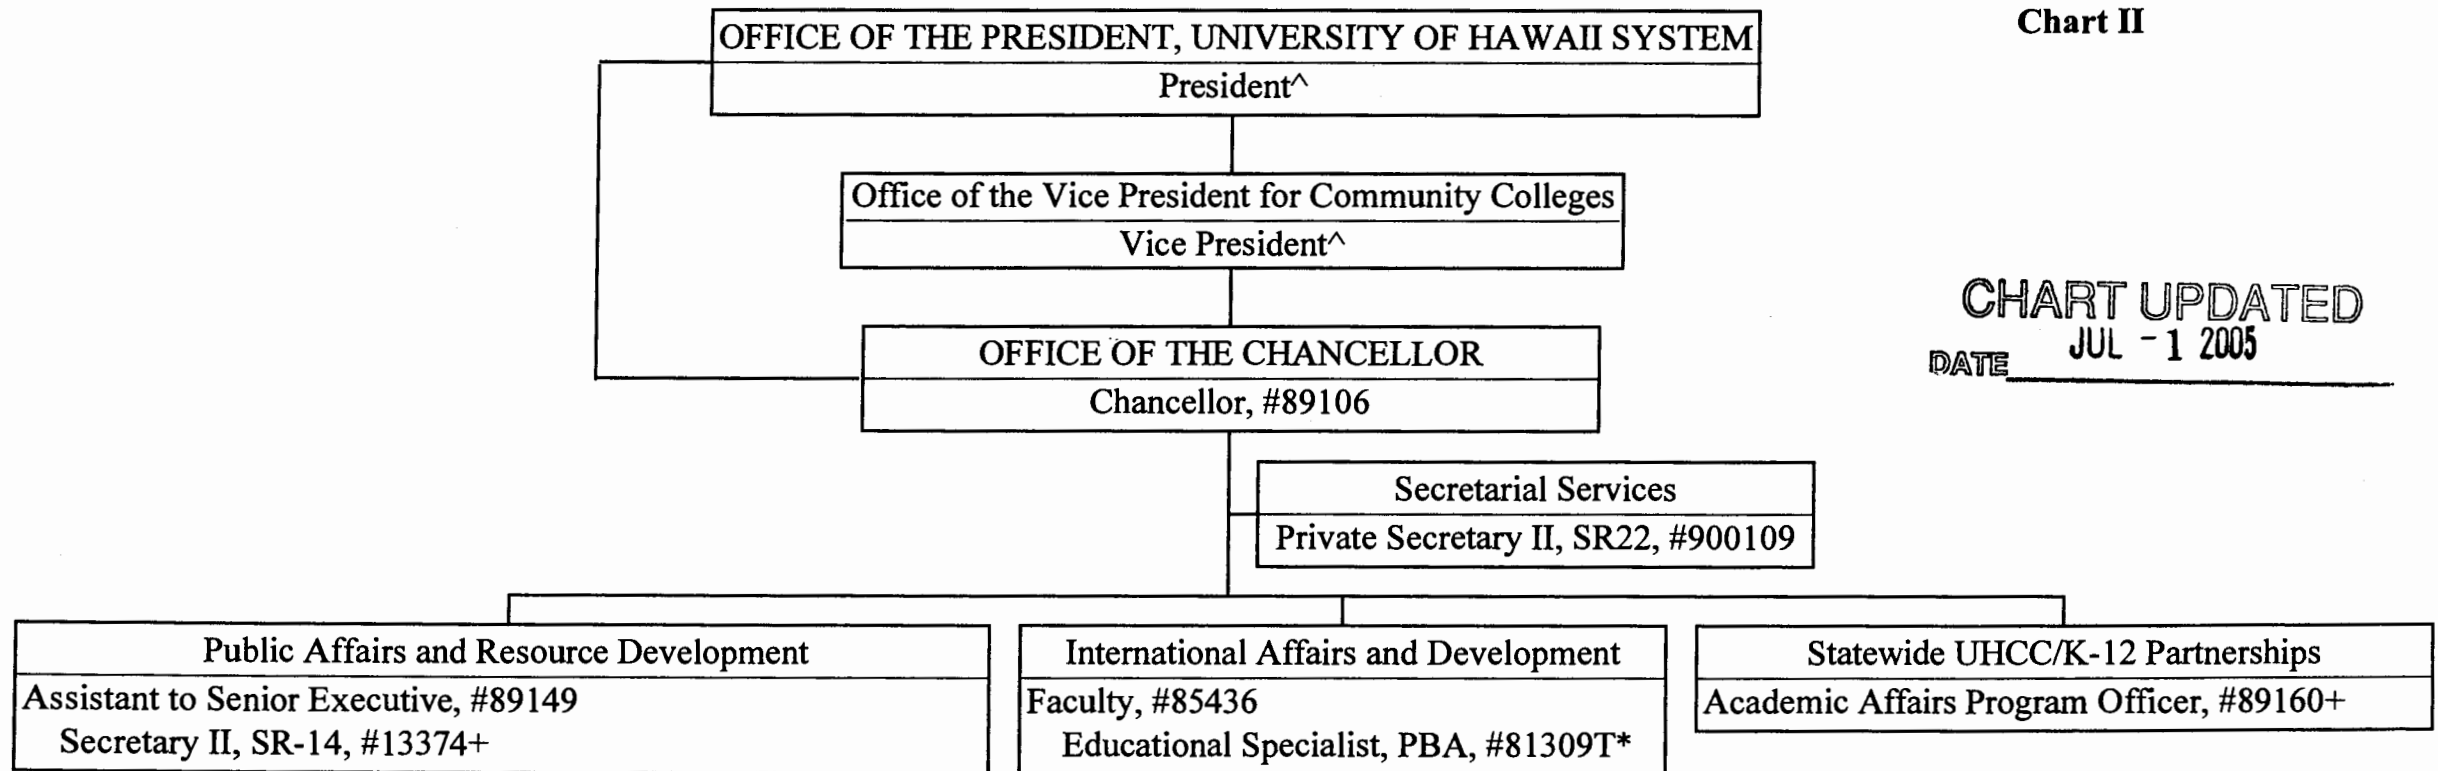 Chart II
OFFICE OF THE PRESIDENT, UNIVERSITY OF HAWAII SYSTEM
President^
Office of the Vice President for Community Colleges
Vice President^
CHART UPDATED
DATE JUL - 1 2005
OFFICE OF THE CHANCELLOR
Chancellor, #89106
Secretarial Services
Private Secretary II, SR22, #900109
Public Affairs and Resource Development
Assistant to Senior Executive, #89149
Secretary II, SR-14, #13374+
International Affairs and Development
Faculty, #85436
Educational Specialist, PBA, #81309T*
Statewide UHCC/K-12 Partnerships
Academic Affairs Program Officer, #89160+